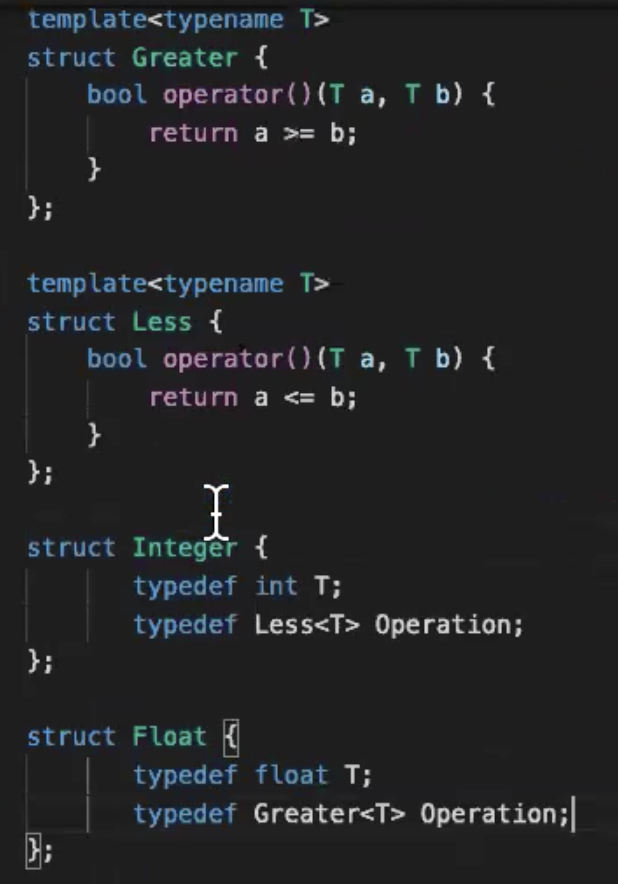 template<typename T>
struct Greater {
    bool operator()(T a, T b) {
        return a >= b;
    }
};

template<typename T>
struct Less {
    bool operator()(T a, T b) {
        return a <= b;
    }
};

struct Integer {
       typedef int T;
       typedef Less<T> Operation;
};

struct Float {
       typedef float T;
       typedef Greater<T> Operation;
};